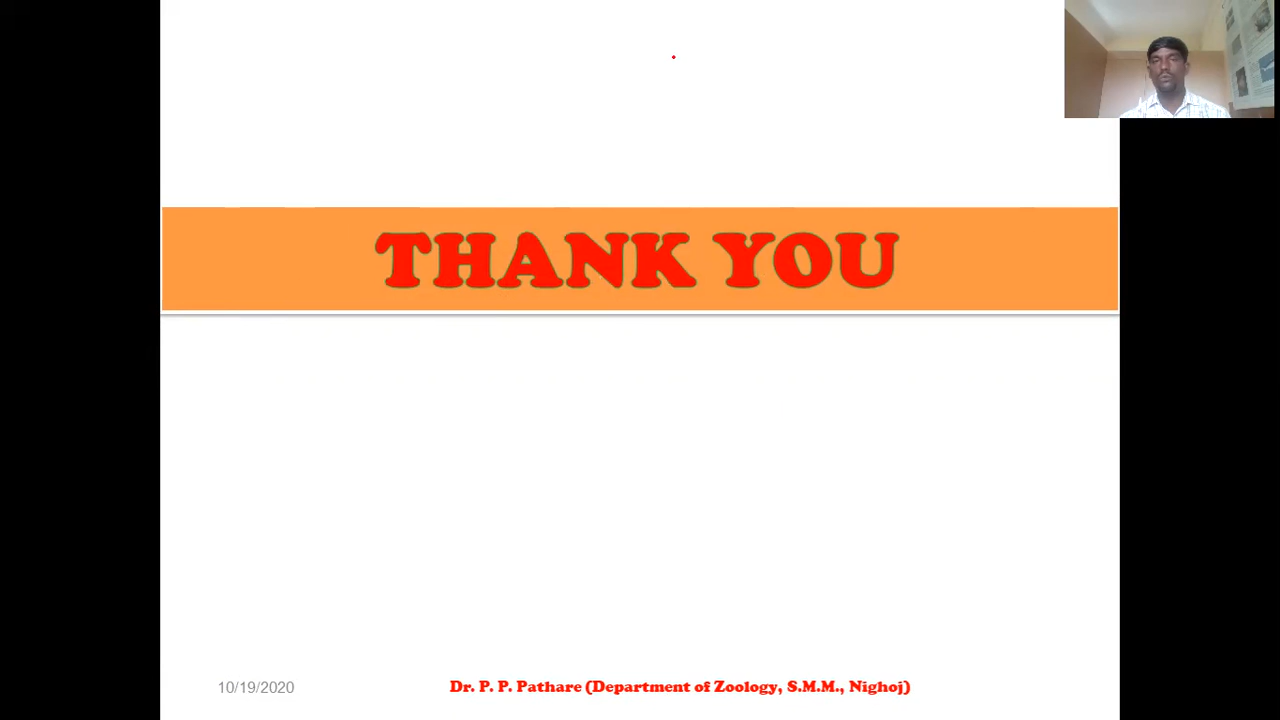 THANK YOU
10/19/2020
Dr. P. P. Pathare (Department of Zoology, S.M.M., Nighoj)